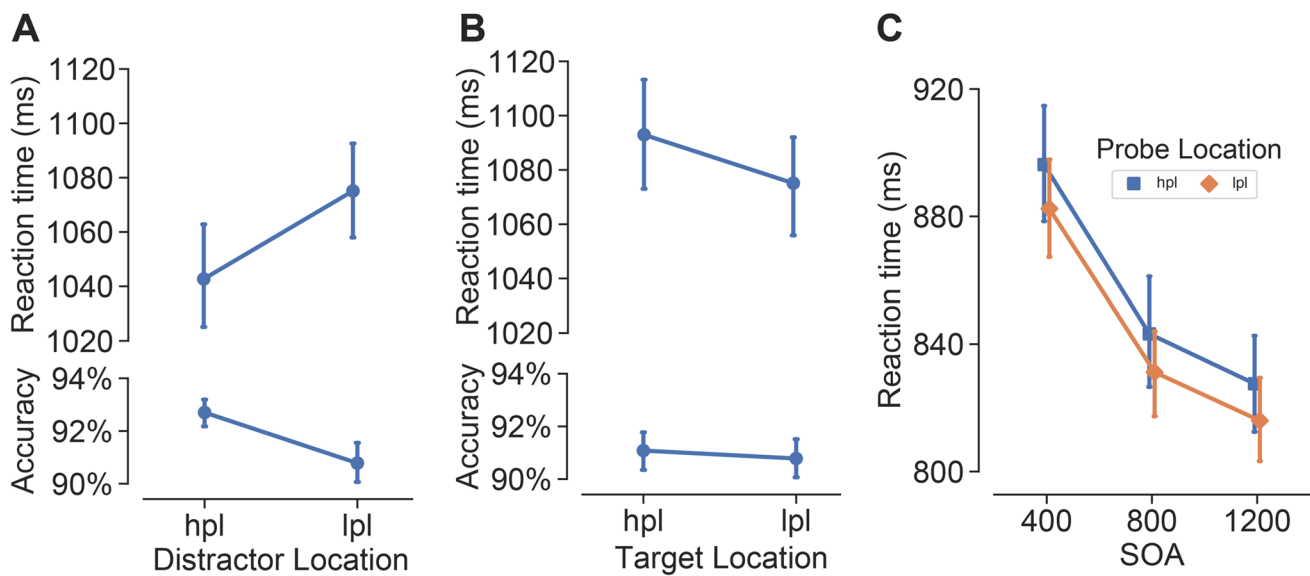 A
Reaction time (ms)
1120
1100
1080
1060
1040
1020
Accuracy
94%
92%
90%
hpl
lpl
Distractor Location
B
Reaction time (ms)
1120
1100
1080
1060
1040
1020
Accuracy
94%
92%
90%
hpl
lpl
Target Location
C
Reaction time (ms)
920
880
840
800
Probe Location
hpl
lpl
400
800
1200
SOA